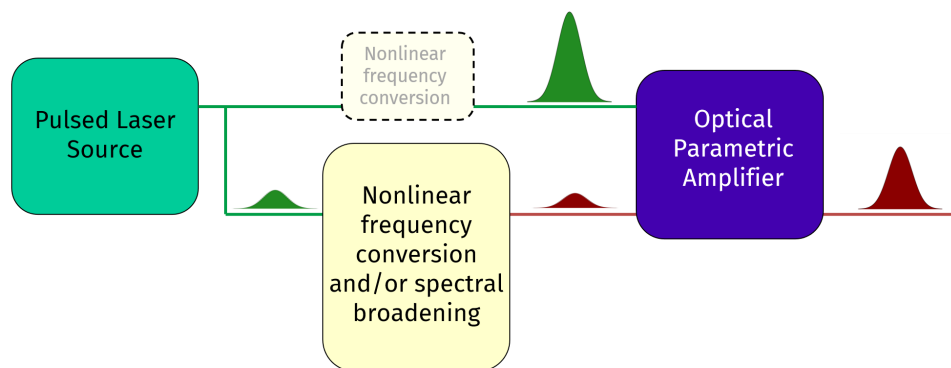 Pulsed Laser
Source
Nonlinear
frequency
conversion
Nonlinear
frequency
conversion
and/or spectral
broadening
Optical
Parametric
Amplifier